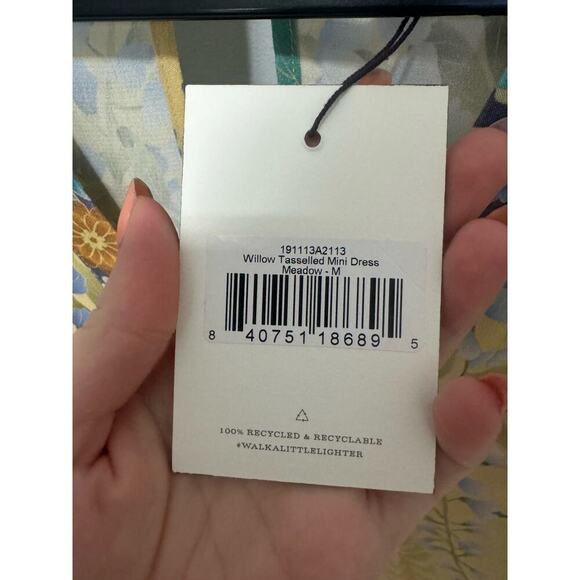 191113A2113
Willow Tasselled Mini Dress
Meadow - M
8 40751 18689 5
100% RECYCLED & RECYCLABLE
#WALKALITTLELIGHTER